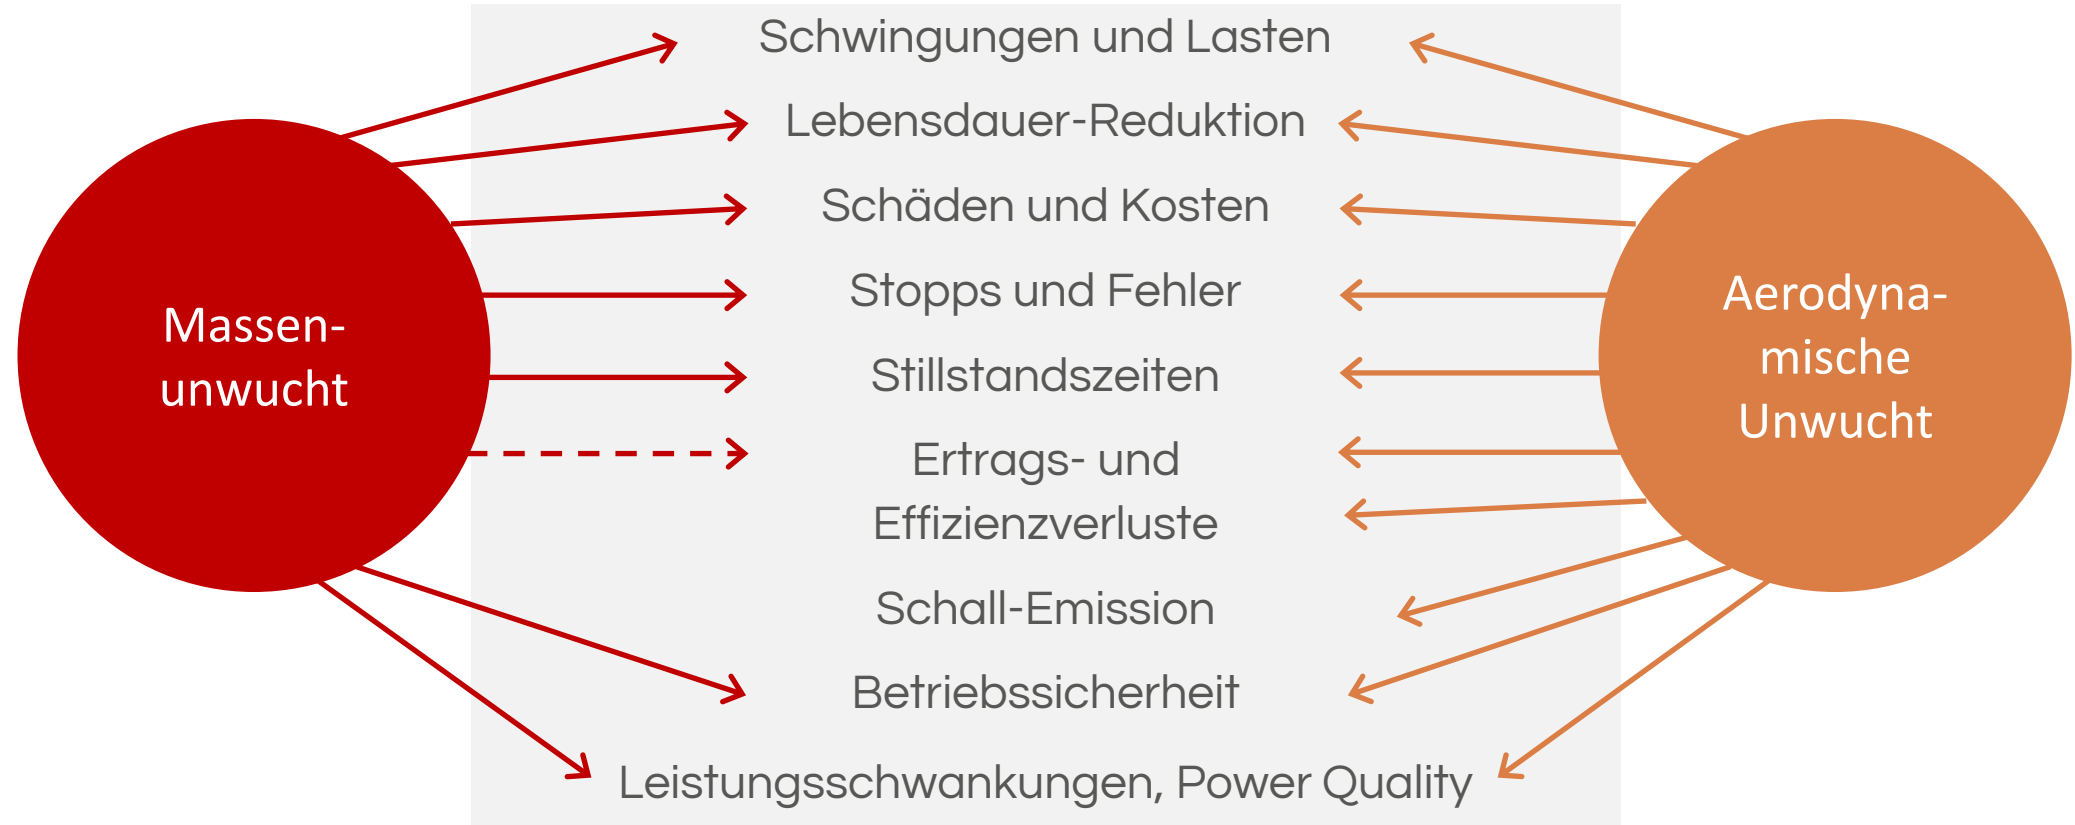 Schwingungen und Lasten
Lebensdauer-Reduktion
Schäden und Kosten
Stopps und Fehler
Stillstandszeiten
Ertrags- und
Effizienzverluste
Schall-Emission
Betriebssicherheit
Leistungsschwankungen, Power Quality
Massen-
unwucht
Aerodyna-
mische
Unwucht